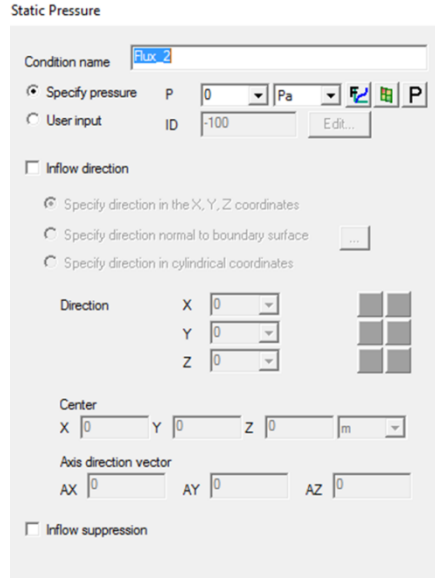 Static Pressure
Condition name Flux_2
Specify pressure P 0 Pa P
User input ID -100 Edit...
Inflow direction
Specify direction in the X, Y, Z coordinates
Specify direction normal to boundary surface ...
Specify direction in cylindrical coordinates
Direction X 0
Y 0
Z 0
Center
X 0 Y 0 Z 0 m
Axis direction vector
AX 0 AY 0 AZ 0
Inflow suppression